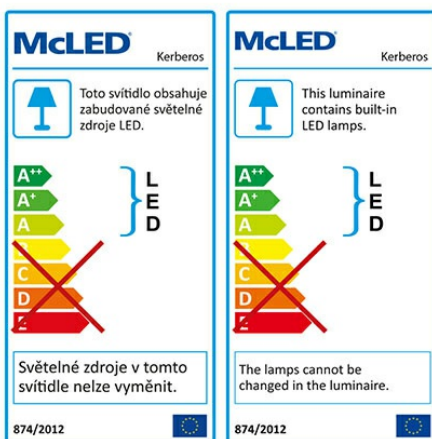 McLED
Kerberos
Toto svítidlo obsahuje
zabudované světelné
zdroje LED.
A++
A+
A
B
C
D
E
L
E
D
Světelné zdroje v tomto
svítidle nelze vyměnit.
874/2012
McLED
Kerberos
This luminaire
contains built-in
LED lamps.
A++
A+
A
B
C
D
E
L
E
D
The lamps cannot be
changed in the luminaire.
874/2012